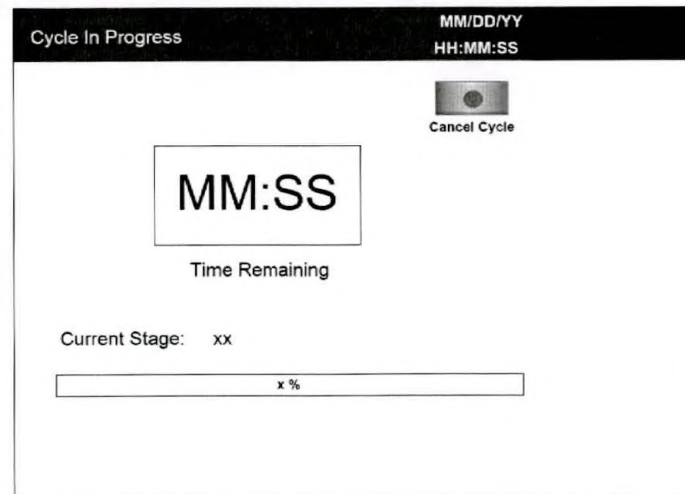 Cycle In Progress
MM/DD/YY
HH:MM:SS
Cancel Cycle
MM:SS
Time Remaining
Current Stage: xx
x %